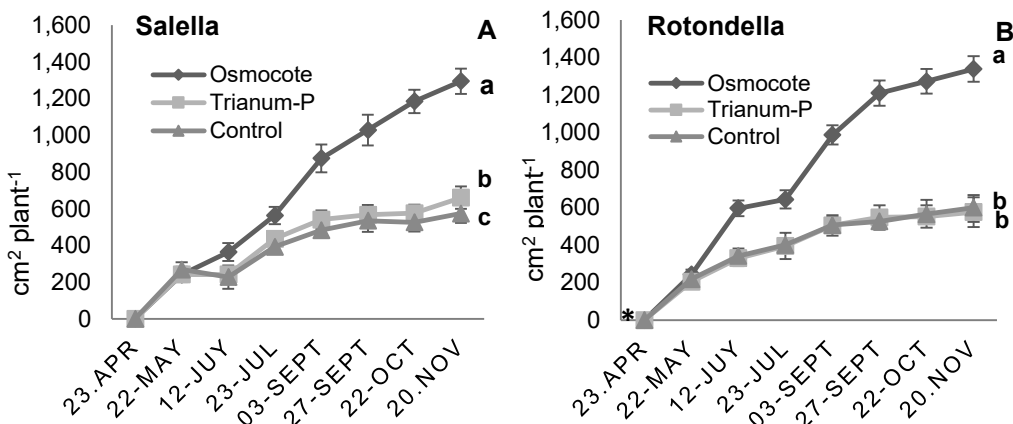 Salella
A
cm² plant⁻¹
1,600
1,400
1,200
1,000
800
600
400
200
0
Osmocote
Trianum-P
Control
a
b
c
23.APR
22-MAY
12-JUY
23-JUL
03-SEPT
27-SEPT
22-OCT
20.NOV
Rotondella
B
cm² plant⁻¹
1,600
1,400
1,200
1,000
800
600
400
200
0
*
Osmocote
Trianum-P
Control
a
b
b
23.APR
22-MAY
12-JUY
23.JUL
03-SEPT
27-SEPT
22-OCT
20.NOV